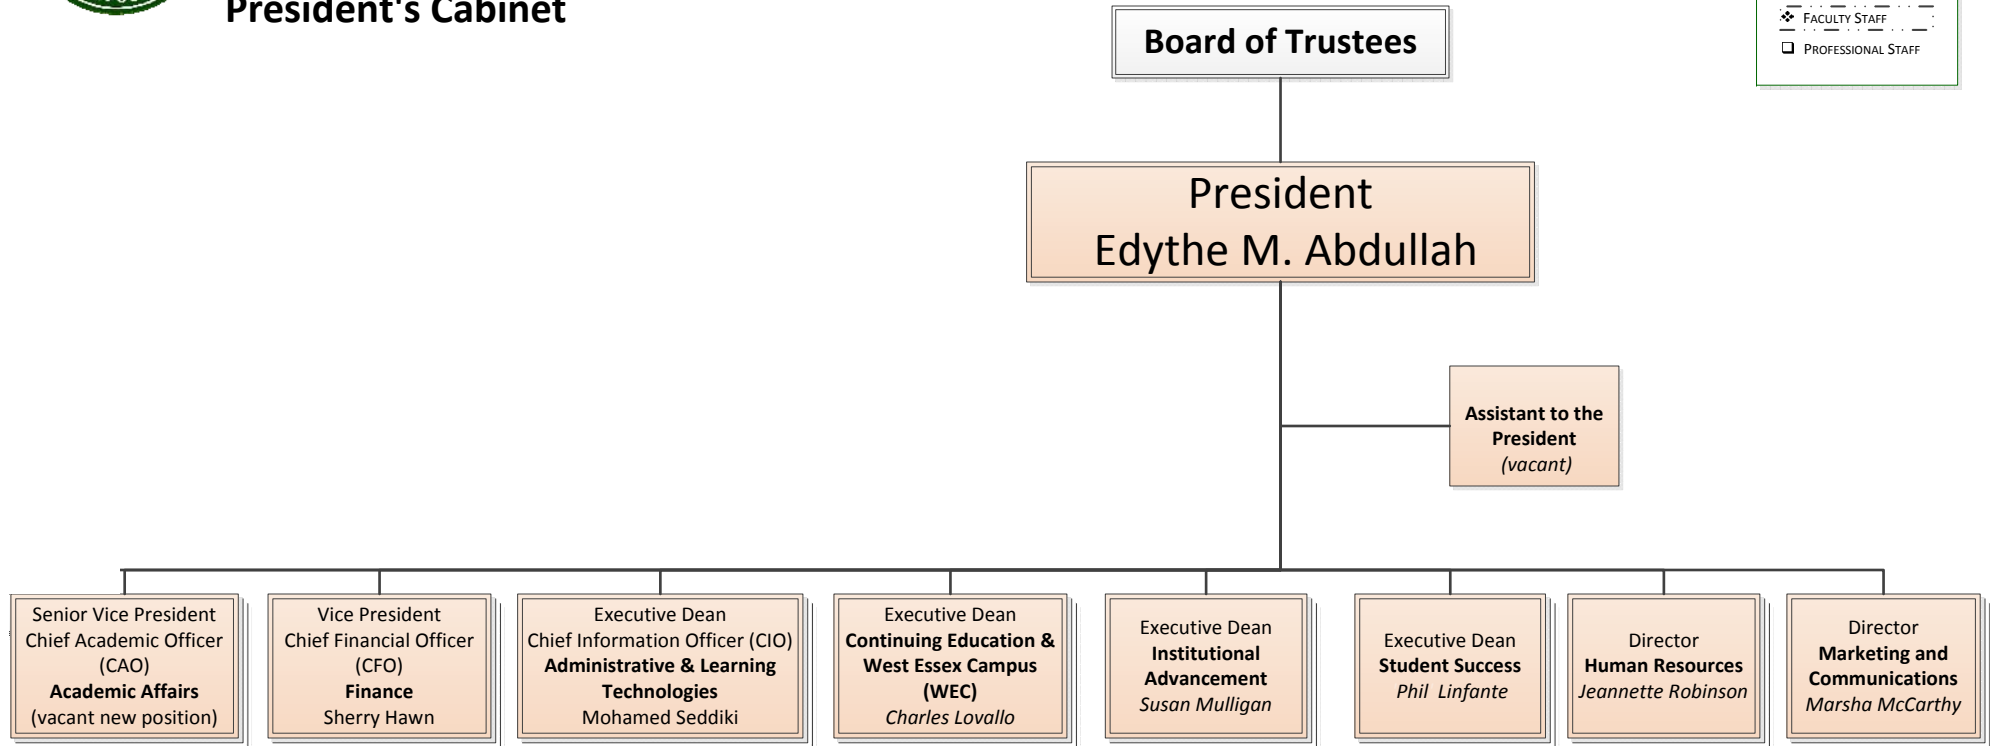 President's Cabinet
Board of Trustees
❖ FACULTY STAFF
❑ PROFESSIONAL STAFF
President
Edythe M. Abdullah
Assistant to the
President
(vacant)
Senior Vice President
Chief Academic Officer
(CAO)
Academic Affairs
(vacant new position)
Vice President
Chief Financial Officer
(CFO)
Finance
Sherry Hawn
Executive Dean
Chief Information Officer (CIO)
Administrative & Learning
Technologies
Mohamed Seddiki
Executive Dean
Continuing Education &
West Essex Campus
(WEC)
Charles Lovallo
Executive Dean
Institutional
Advancement
Susan Mulligan
Executive Dean
Student Success
Phil Linfante
Director
Human Resources
Jeannette Robinson
Director
Marketing and
Communications
Marsha McCarthy